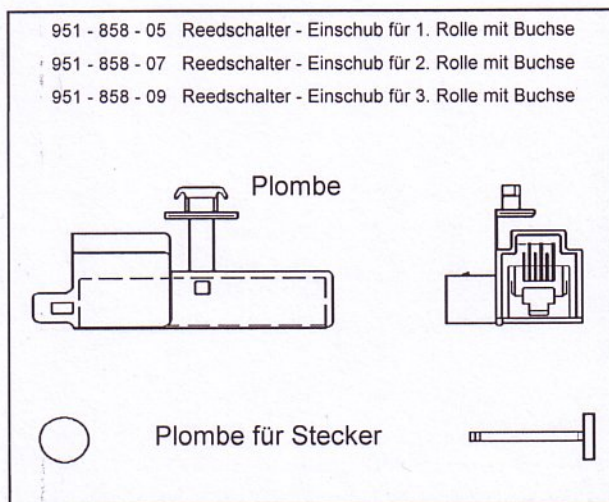 951 - 858 - 05 Reedschalter - Einschub für 1. Rolle mit Buchse
951 - 858 - 07 Reedschalter - Einschub für 2. Rolle mit Buchse
951 - 858 - 09 Reedschalter - Einschub für 3. Rolle mit Buchse
Plombe
Plombe für Stecker